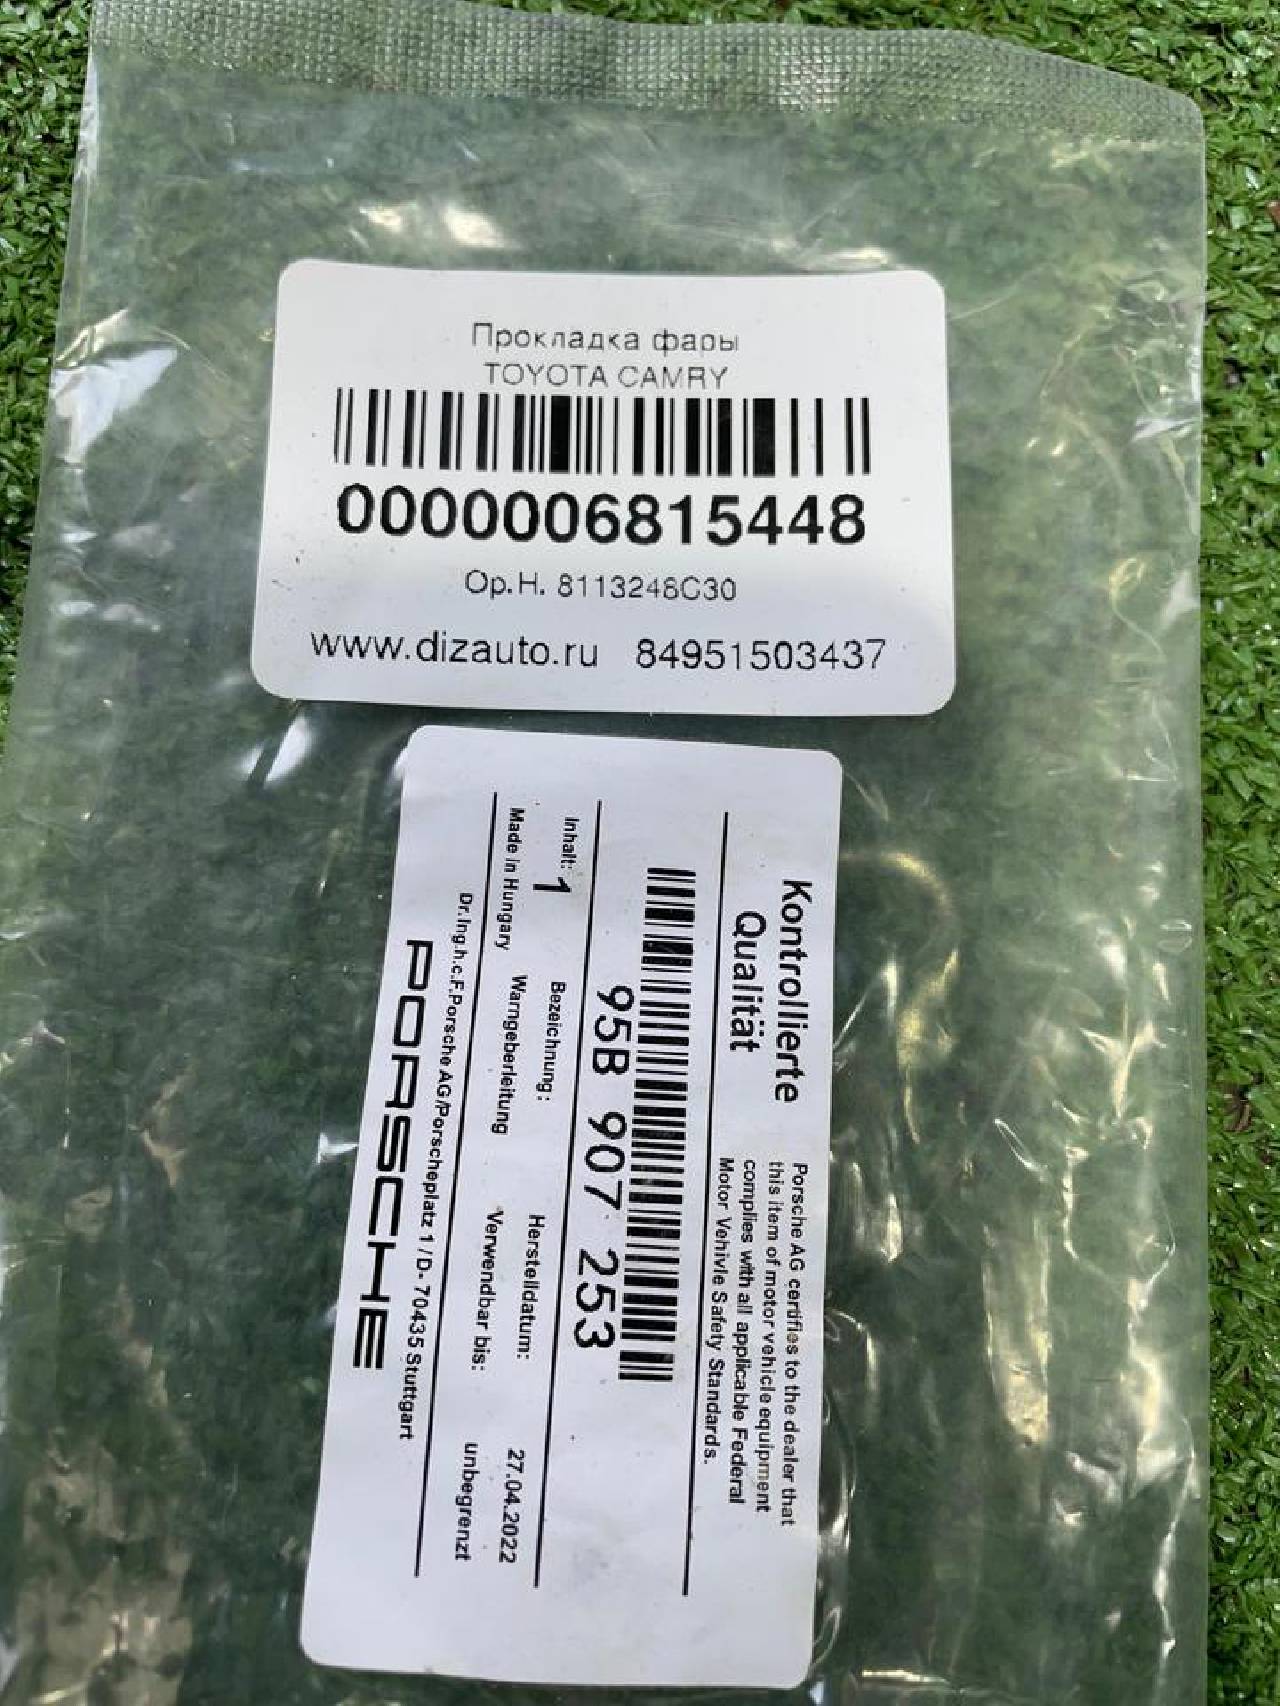 Прокладка фары
TOYOTA CAMRY
0000006815448
Ор.Н. 8113248C30
www.dizauto.ru 84951503437
Kontrollierte
Qualität
Porsche AG certifies to the dealer that
this item of motor vehicle equipment
complies with all applicable Federal
Motor Vehivle Safety Standards.
95B 907 253
Inhalt: 1 Bezeichnung: Herstelldatum: 27.04.2022
Made in Hungary Warngeberleitung Verwendbar bis: unbegrenzt
Dr.Ing.h.c.F.Porsche AG/Porscheplatz 1 / D- 70435 Stuttgart
PORSCHE